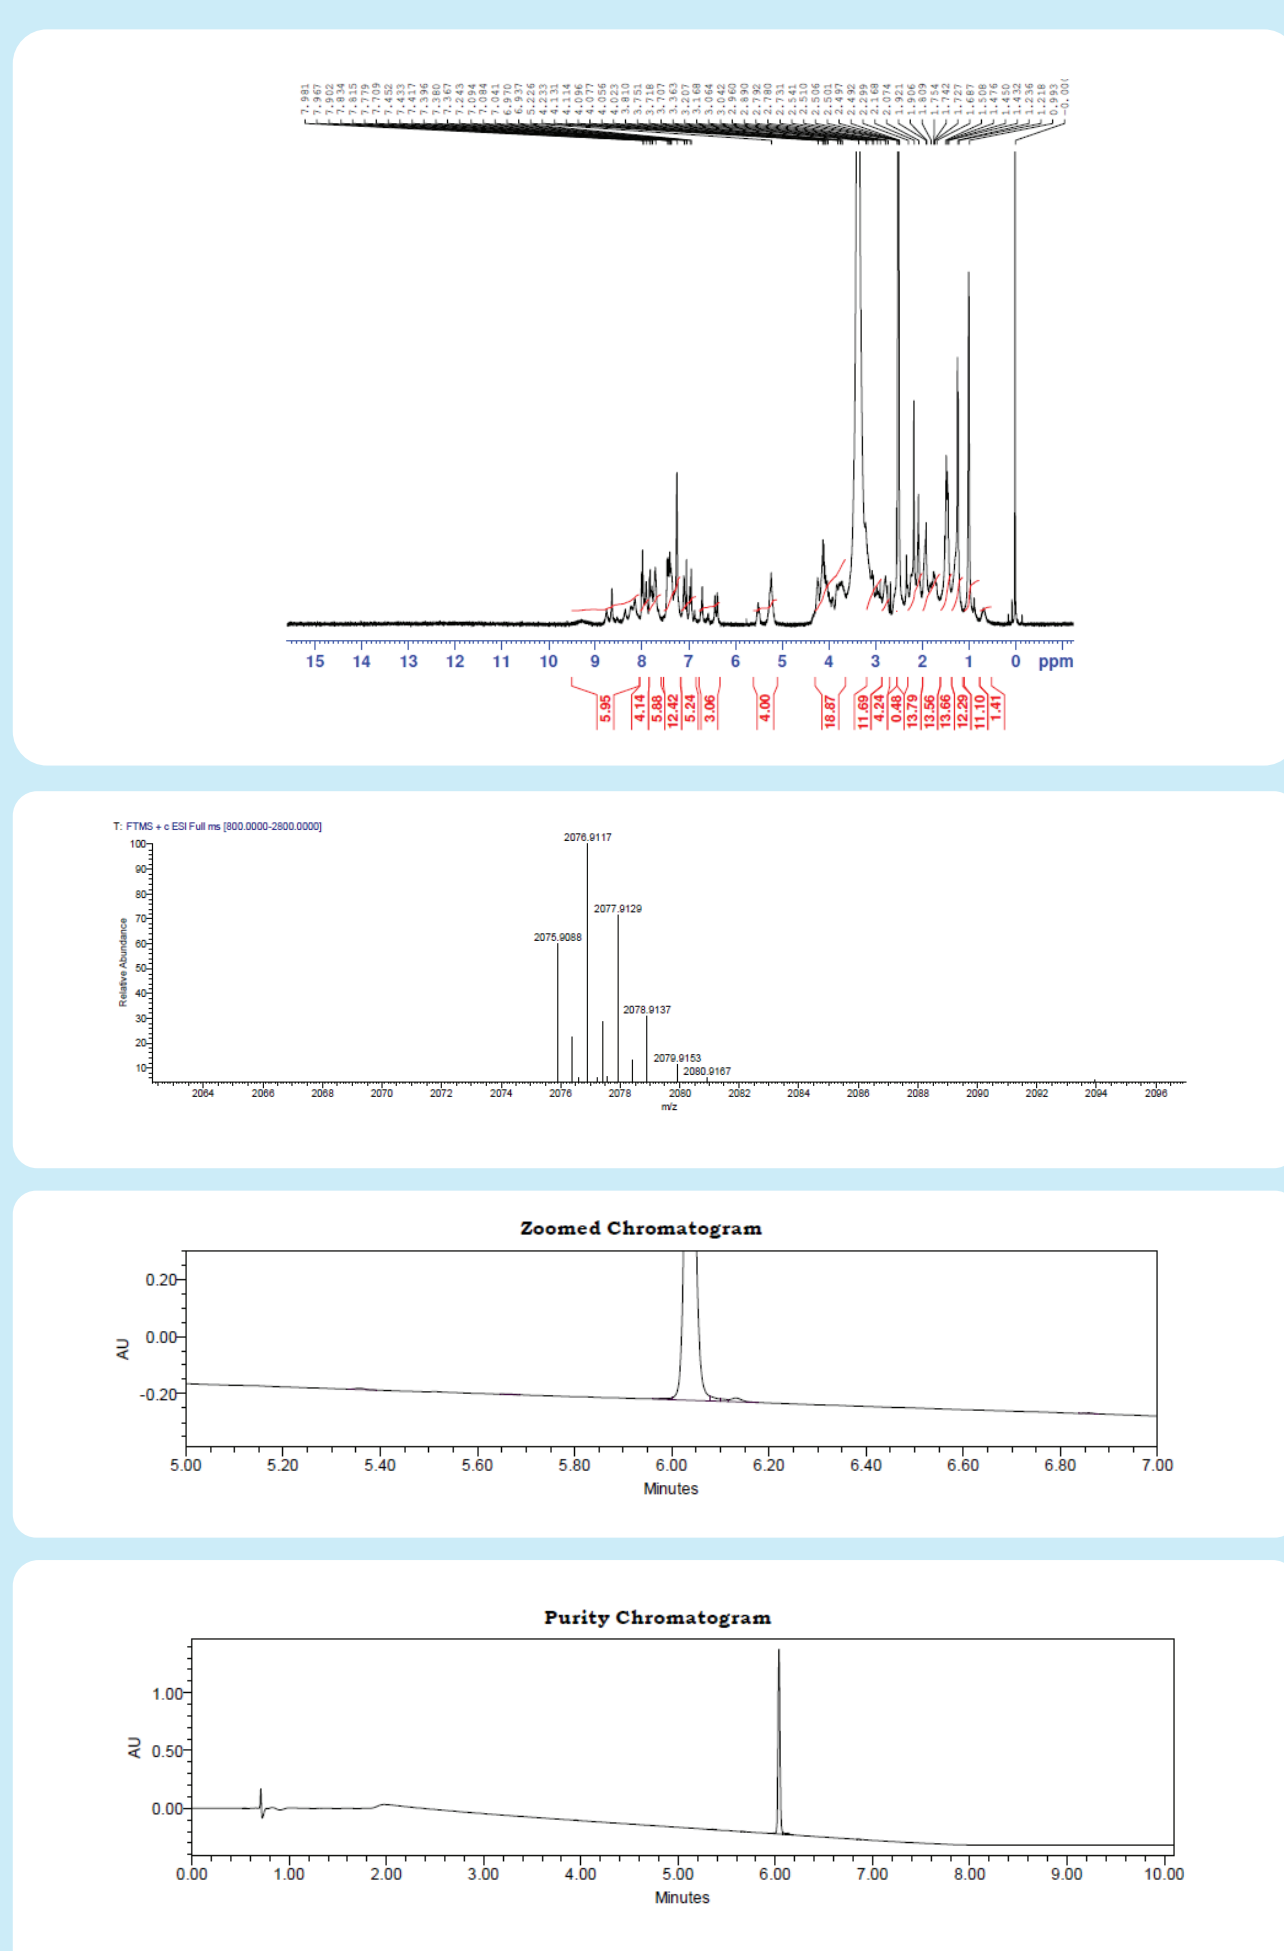 7.981 7.967 7.902 7.834 7.815 7.779 7.709 7.452 7.433 7.417 7.396 7.380 7.367 7.243 7.094 7.084 7.041 6.970 6.937 5.226 4.233 4.131 4.114 4.096 4.077 4.056 4.023 3.810 3.751 3.718 3.707 3.363 3.207 3.168 3.064 3.042 2.960 2.890 2.792 2.780 2.731 2.541 2.510 2.506 2.501 2.497 2.492 2.299 2.168 2.074 1.921 1.906 1.809 1.754 1.742 1.727 1.687 1.508 1.476 1.450 1.432 1.236 1.218 0.993
15 14 13 12 11 10 9 8 7 6 5 4 3 2 1 0 ppm
5.95 4.14 5.88 12.42 5.24 3.06 4.00 18.87 11.69 4.24 0.48 13.79 13.56 13.66 12.29 11.10 1.41
T: FTMS + c ESI Full ms [800.0000-2800.0000]
2076.9117
100
90
80
2077.9129
70
2075.9088
60
50
40
2078.9137
30
20
2079.9153
2080.9167
10
Relative Abundance
2064 2066 2068 2070 2072 2074 2076 2078 2080 2082 2084 2086 2088 2090 2092 2094 2096
m/z
Zoomed Chromatogram
0.20
0.00
-0.20
AU
5.00 5.20 5.40 5.60 5.80 6.00 6.20 6.40 6.60 6.80 7.00
Minutes
Purity Chromatogram
1.00
0.50
0.00
AU
0.00 1.00 2.00 3.00 4.00 5.00 6.00 7.00 8.00 9.00 10.00
Minutes